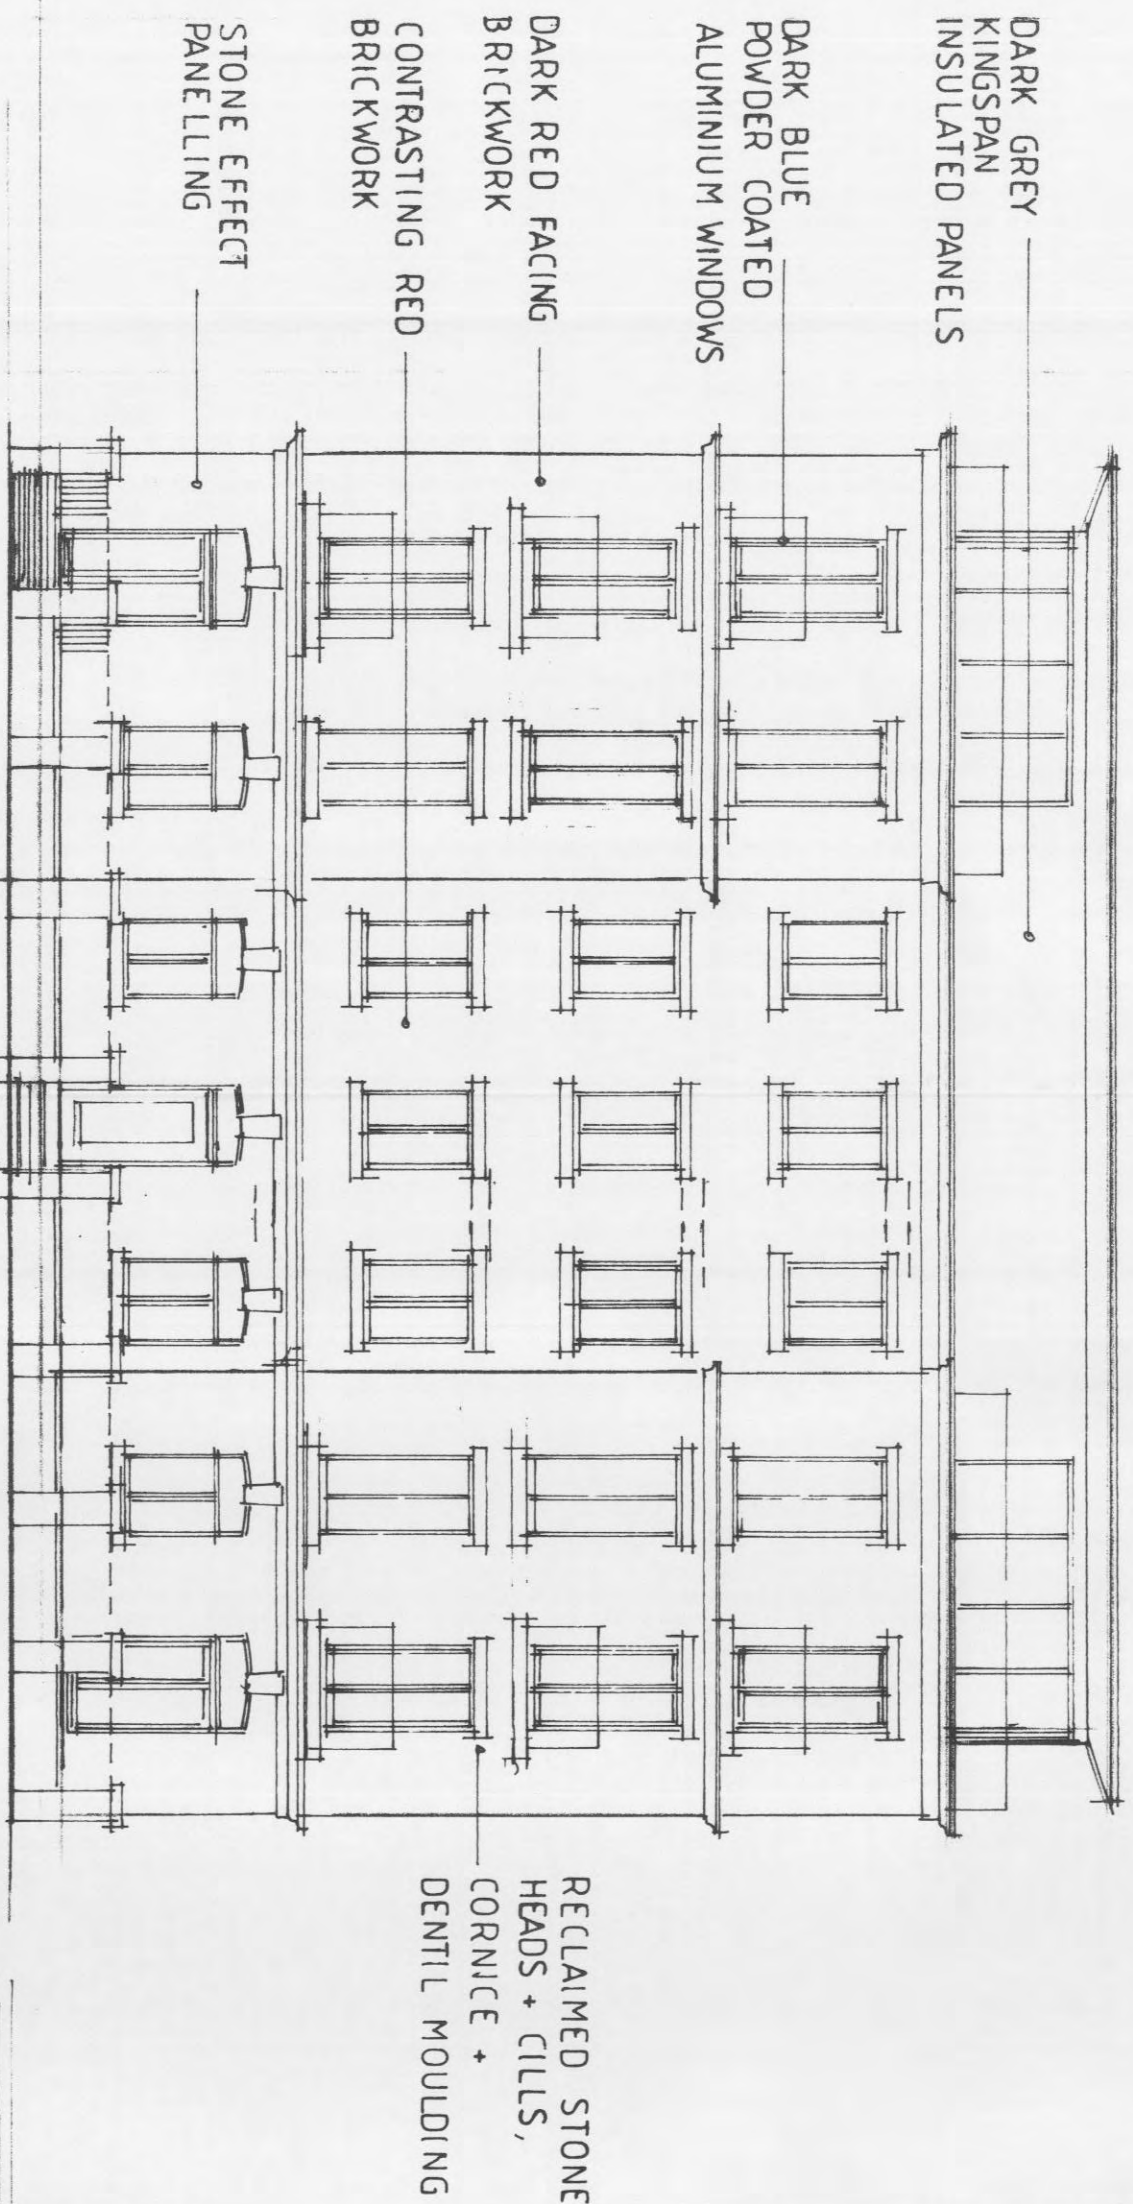 DARK GREY
KINGSPAN
INSULATED PANELS
DARK BLUE
POWDER COATED
ALUMINIUM WINDOWS
DARK RED FACING
BRICKWORK
CONTRASTING RED
BRICKWORK
STONE EFFECT
PANELLING
RECLAIMED STONE
HEADS + CILLS,
CORNICE +
DENTIL MOULDING